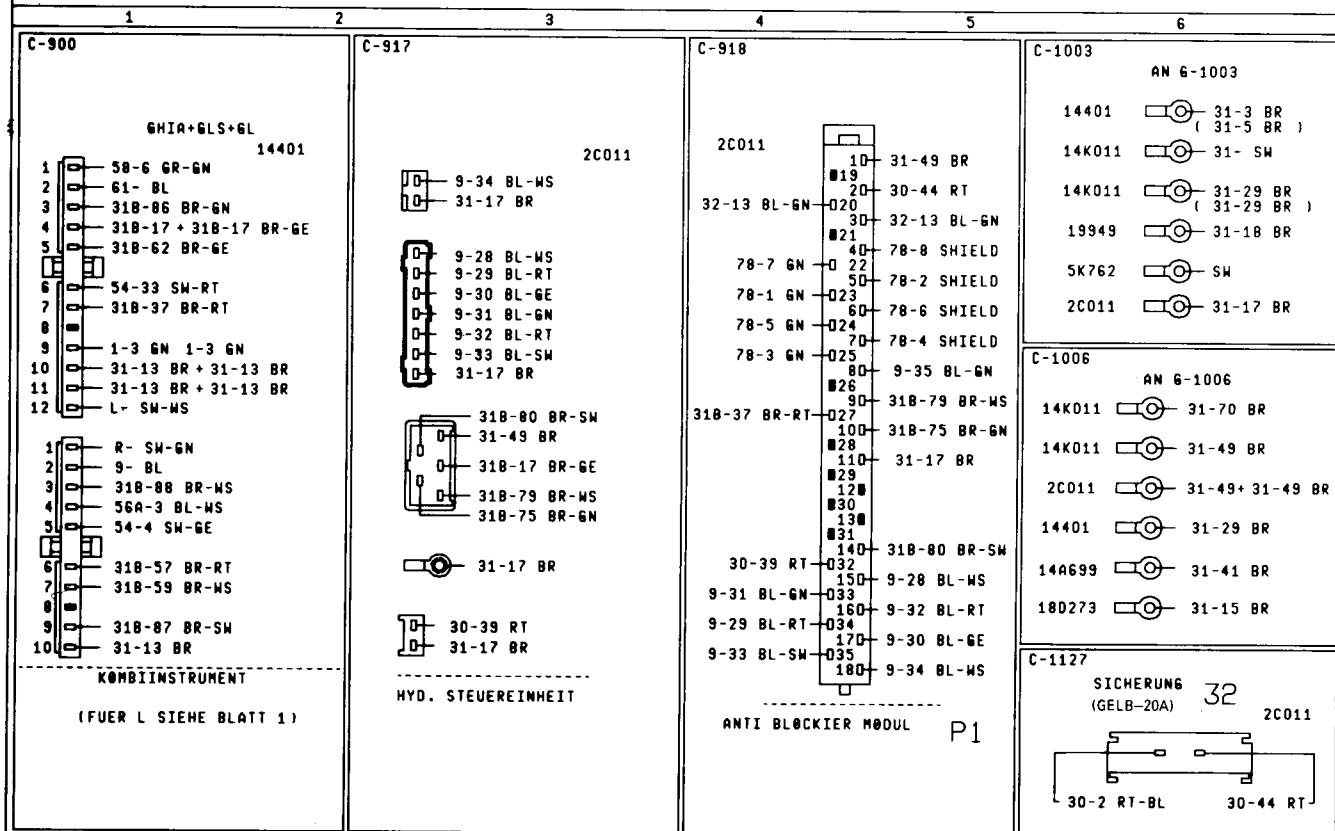 1 2 3 4 5 6
C-900
GHIA+GLS+GL
14401
1 58-6 GR-GN
2 61- BL
3 31B-86 BR-GN
4 31B-17 + 31B-17 BR-GE
5 31B-62 BR-GE
6 54-33 SW-RT
7 31B-37 BR-RT
8
9 1-3 GN 1-3 GN
10 31-13 BR + 31-13 BR
11 31-13 BR + 31-13 BR
12 L- SW-WS
1 R- SW-GN
2 9- BL
3 31B-88 BR-WS
4 56A-3 BL-WS
5 54-4 SW-GE
6 31B-57 BR-RT
7 31B-59 BR-WS
8
9 31B-87 BR-SW
10 31-13 BR
KOMBIINSTRUMENT
(FUER L SIEHE BLATT 1)
C-917
2C011
9-34 BL-WS
31-17 BR
9-28 BL-WS
9-29 BL-RT
9-30 BL-GE
9-31 BL-GN
9-32 BL-RT
9-33 BL-SW
31-17 BR
31B-80 BR-SW
31-49 BR
31B-17 BR-GE
31B-79 BR-WS
31B-75 BR-GN
31-17 BR
30-39 RT
31-17 BR
HYD. STEUEREINHEIT
C-918
2C011
1 31-49 BR
19
2 30-44 RT
32-13 BL-GN 20
3 32-13 BL-GN
21
4 78-8 SHIELD
78-7 GN 22
5 78-2 SHIELD
78-1 GN 23
6 78-6 SHIELD
78-5 GN 24
7 78-4 SHIELD
78-3 GN 25
8 9-35 BL-GN
26
9 31B-79 BR-WS
31B-37 BR-RT 27
10 31B-75 BR-GN
28
11 31-17 BR
29
12
30
13
31
14 31B-80 BR-SW
30-39 RT 32
15 9-28 BL-WS
9-31 BL-GN 33
16 9-32 BL-RT
9-29 BL-RT 34
17 9-30 BL-GE
9-33 BL-SW 35
18 9-34 BL-WS
ANTI BLOCKIER MODUL P1
C-1003
AN G-1003
14401 31-3 BR
( 31-5 BR )
14K011 31- SW
14K011 31-29 BR
( 31-29 BR )
19949 31-18 BR
5K762 SW
2C011 31-17 BR
C-1006
AN G-1006
14K011 31-70 BR
14K011 31-49 BR
2C011 31-49+ 31-49 BR
14401 31-29 BR
14A699 31-41 BR
18D273 31-15 BR
C-1127
SICHERUNG 32
(GELB-20A)
2C011
30-2 RT-BL 30-44 RT